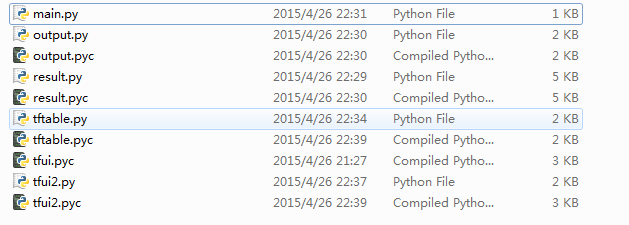 main.py 2015/4/26 22:31 Python File 1 KB
output.py 2015/4/26 22:30 Python File 2 KB
output.pyc 2015/4/26 22:30 Compiled Pytho... 2 KB
result.py 2015/4/26 22:29 Python File 5 KB
result.pyc 2015/4/26 22:30 Compiled Pytho... 5 KB
tftable.py 2015/4/26 22:34 Python File 2 KB
tftable.pyc 2015/4/26 22:39 Compiled Pytho... 2 KB
tfui.pyc 2015/4/26 21:27 Compiled Pytho... 3 KB
tfui2.py 2015/4/26 22:37 Python File 2 KB
tfui2.pyc 2015/4/26 22:39 Compiled Pytho... 3 KB